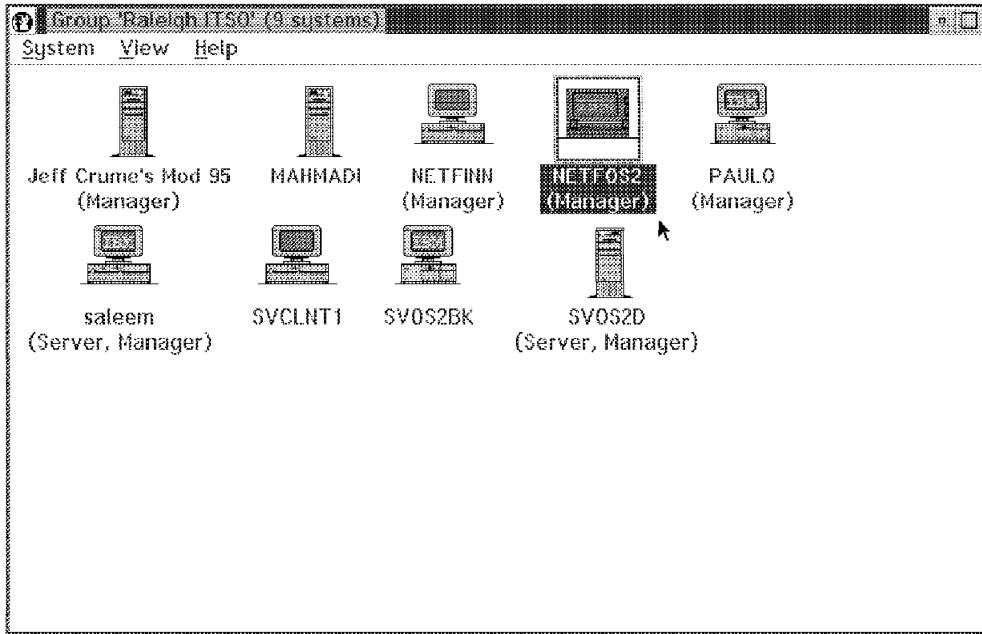 Group 'Raleigh ITSO' (9 systems)
System View Help
Jeff Crume's Mod 95 MAHMADI NETFINN NETFOS2 PAULO
(Manager) (Manager) (Manager) (Manager)
saleem SVCLNT1 SVOS2BK SVOS2D
(Server, Manager) (Server, Manager)